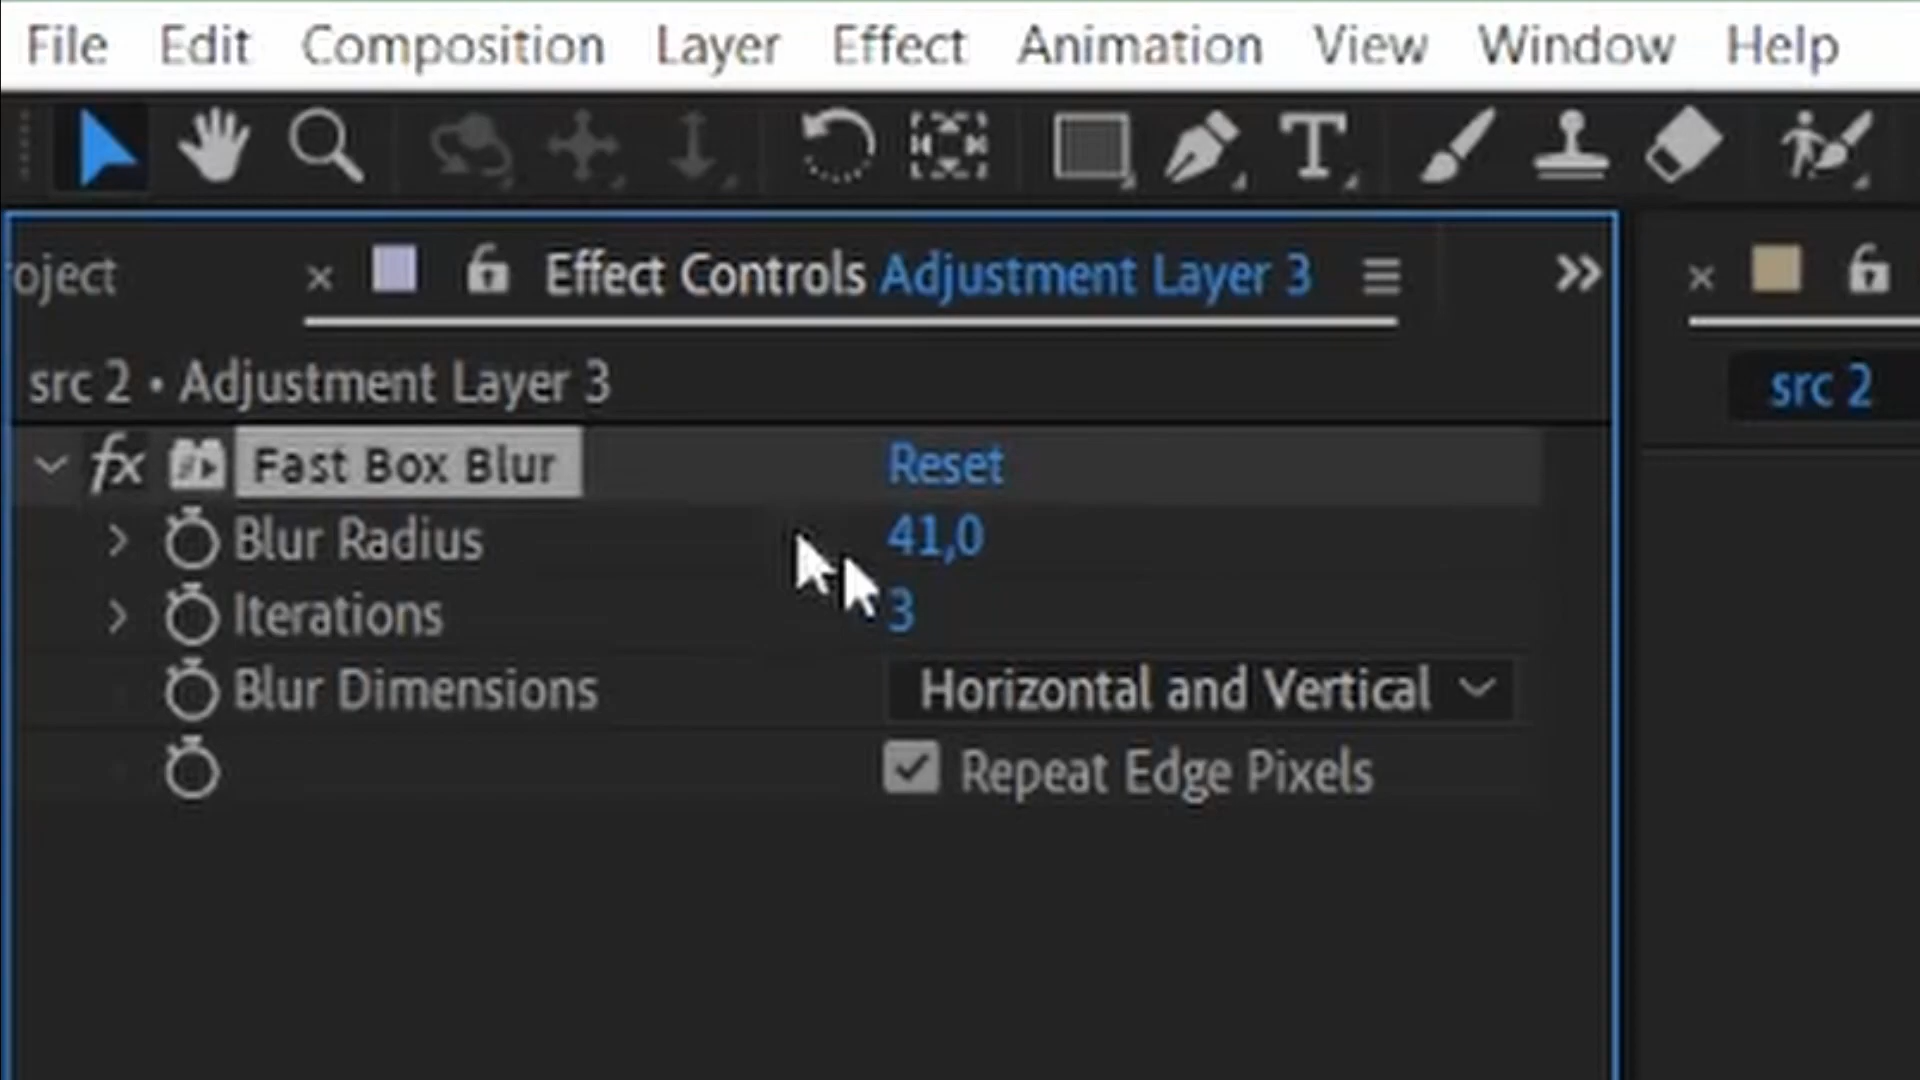 File Edit Composition Layer Effect Animation View Window Help
oject × Effect Controls Adjustment Layer 3
src 2 • Adjustment Layer 3
src 2
fx Fast Box Blur Reset
Blur Radius 41,0
Iterations 3
Blur Dimensions Horizontal and Vertical
Repeat Edge Pixels